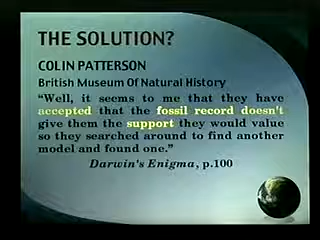 THE SOLUTION?
COLIN PATTERSON
British Museum Of Natural History
“Well, it seems to me that they have
accepted that the fossil record doesn't
give them the support they would value
so they searched around to find another
model and found one.”
Darwin's Enigma, p.100